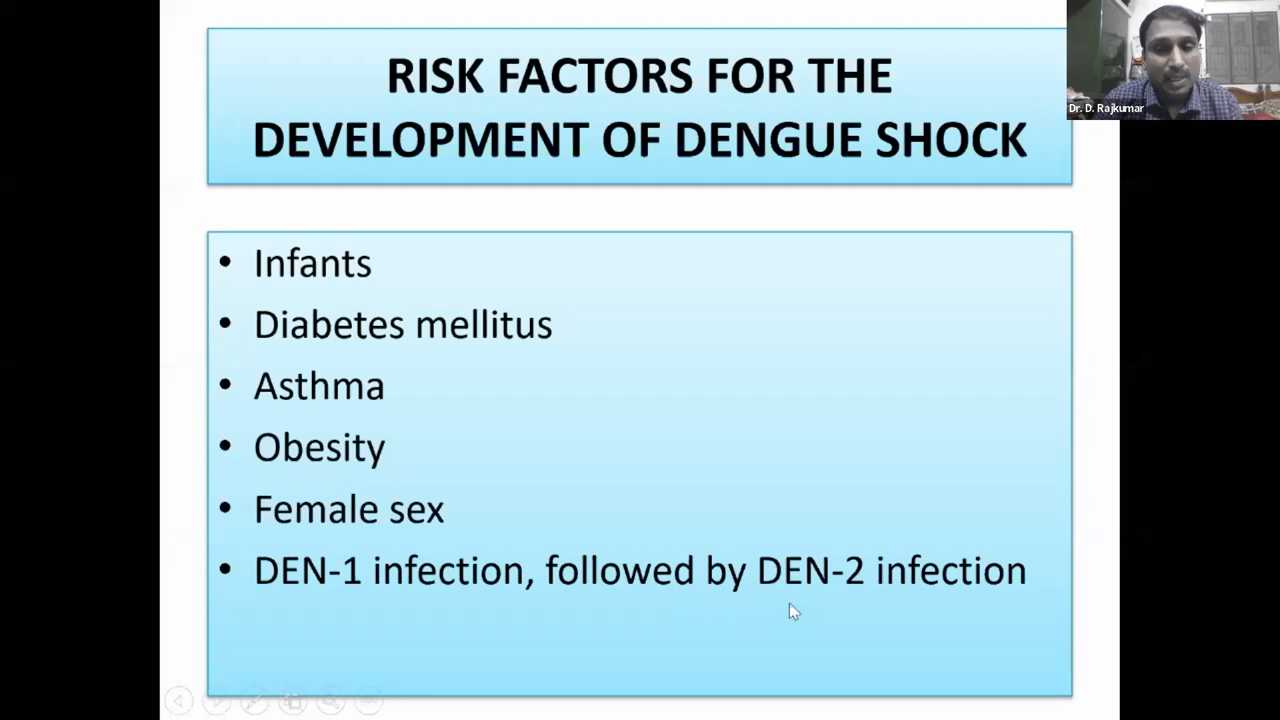 RISK FACTORS FOR THE
DEVELOPMENT OF DENGUE SHOCK
Dr. D. Rajkumar
• Infants
• Diabetes mellitus
• Asthma
• Obesity
• Female sex
• DEN-1 infection, followed by DEN-2 infection